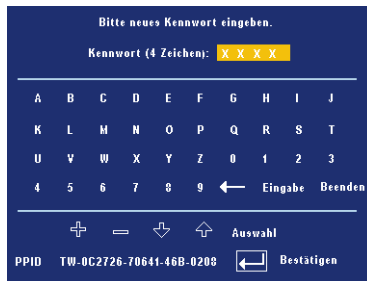 Bitte neues Kennwort eingeben.
Kennwort (4 Zeichen): X X X X
A B C D E F G H I J
K L M N O P Q R S T
U V W X Y Z 0 1 2 3
4 5 6 7 8 9 Eingabe Beenden
Auswahl
PPID TW-0C2726-70641-46B-0208 Bestätigen